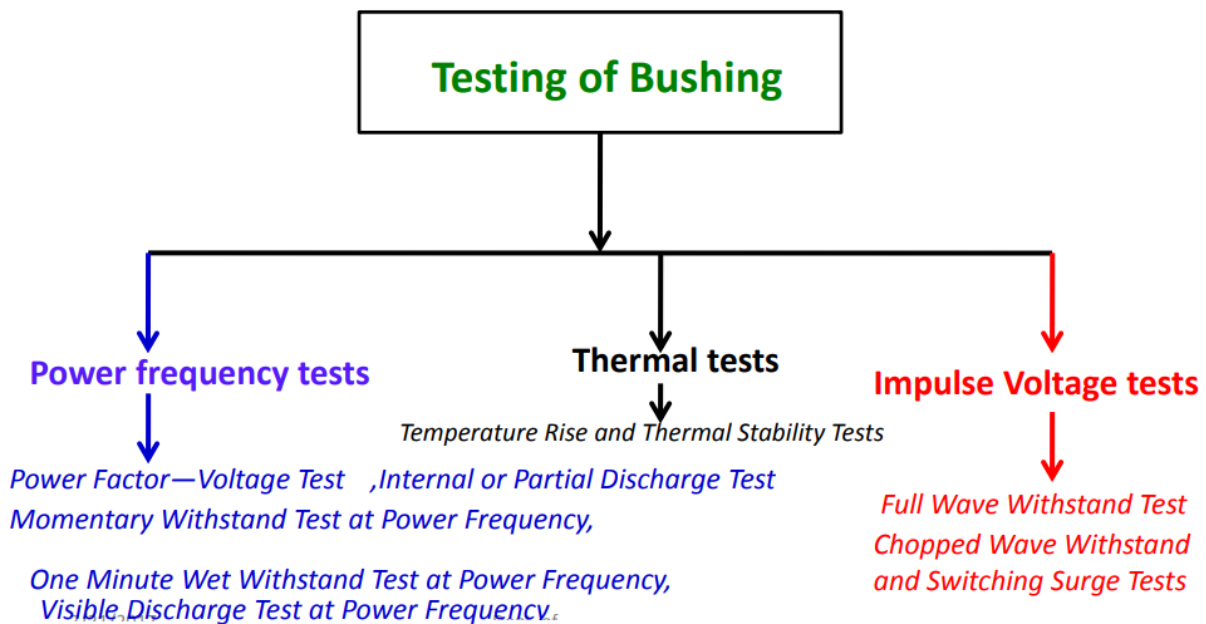 Testing of Bushing
Power frequency tests
Thermal tests
Impulse Voltage tests
Temperature Rise and Thermal Stability Tests
Power Factor—Voltage Test ,Internal or Partial Discharge Test
Momentary Withstand Test at Power Frequency,
One Minute Wet Withstand Test at Power Frequency,
Visible Discharge Test at Power Frequency
Full Wave Withstand Test
Chopped Wave Withstand
and Switching Surge Tests